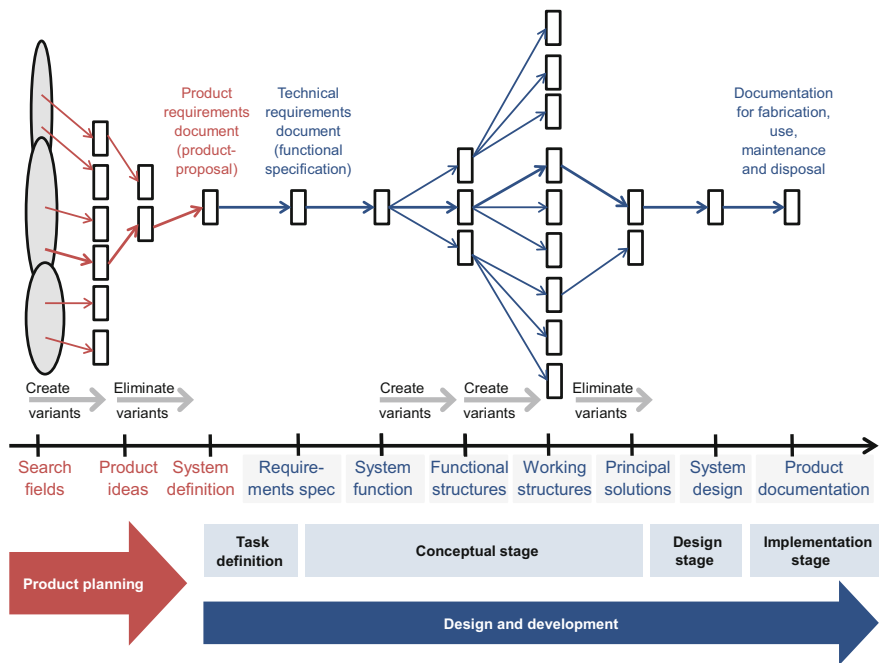 Product
requirements
document
(product-
proposal)
Technical
requirements
document
(functional
specification)
Documentation
for fabrication,
use,
maintenance
and disposal
Create
variants
Eliminate
variants
Create
variants
Create
variants
Eliminate
variants
Search
fields
Product
ideas
System
definition
Require-
ments spec
System
function
Functional
structures
Working
structures
Principal
solutions
System
design
Product
documentation
Task
definition
Conceptual stage
Design
stage
Implementation
stage
Product planning
Design and development